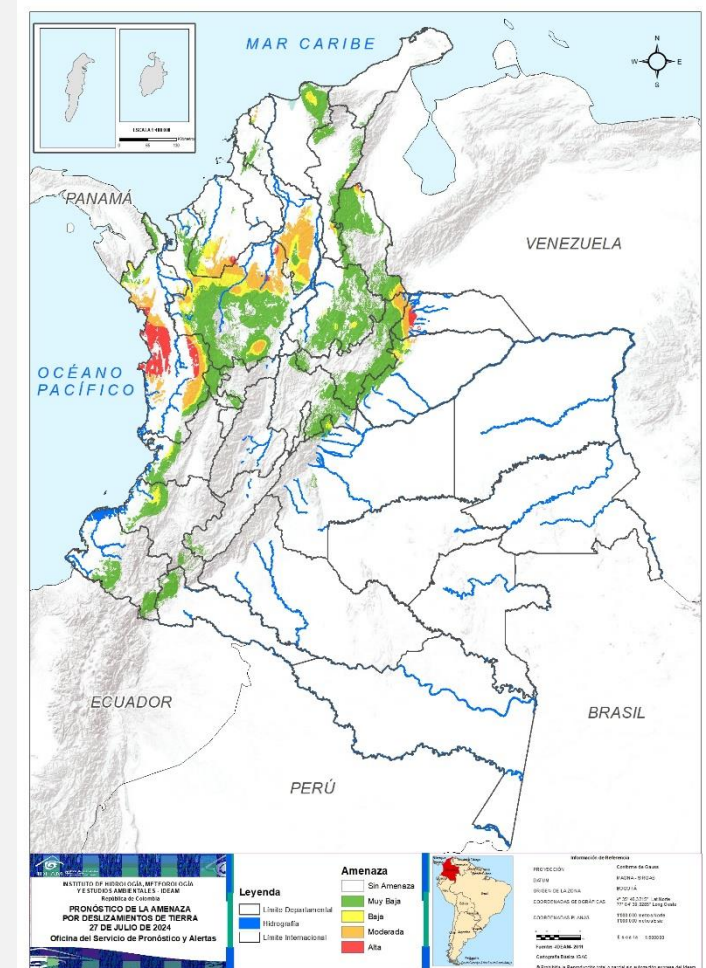 MAR CARIBE
N
W
E
S
PANAMÁ
VENEZUELA
OCÉANO
PACÍFICO
ECUADOR
BRASIL
PERÚ
IDEAM
INSTITUTO DE HIDROLOGÍA, METEOROLOGÍA
Y ESTUDIOS AMBIENTALES - IDEAM
República de Colombia
PRONÓSTICO DE LA AMENAZA
POR DESLIZAMIENTOS DE TIERRA
27 DE JULIO DE 2024
Oficina del Servicio de Pronóstico y Alertas
Leyenda
Límite Departamental
Hidrografía
Límite Internacional
Amenaza
Sin Amenaza
Muy Baja
Baja
Moderada
Alta
Información de Referencia
PROYECCIÓN
Conforme de Gauss
DATUM
MAGNA - SIRGAS
ORIGEN DE LA ZONA
BOGOTÁ
COORDENADAS GEOGRÁFICAS
COORDENADAS PLANAS
Fuente: IDEAM- 2011
Cartografía Básica. IGAC